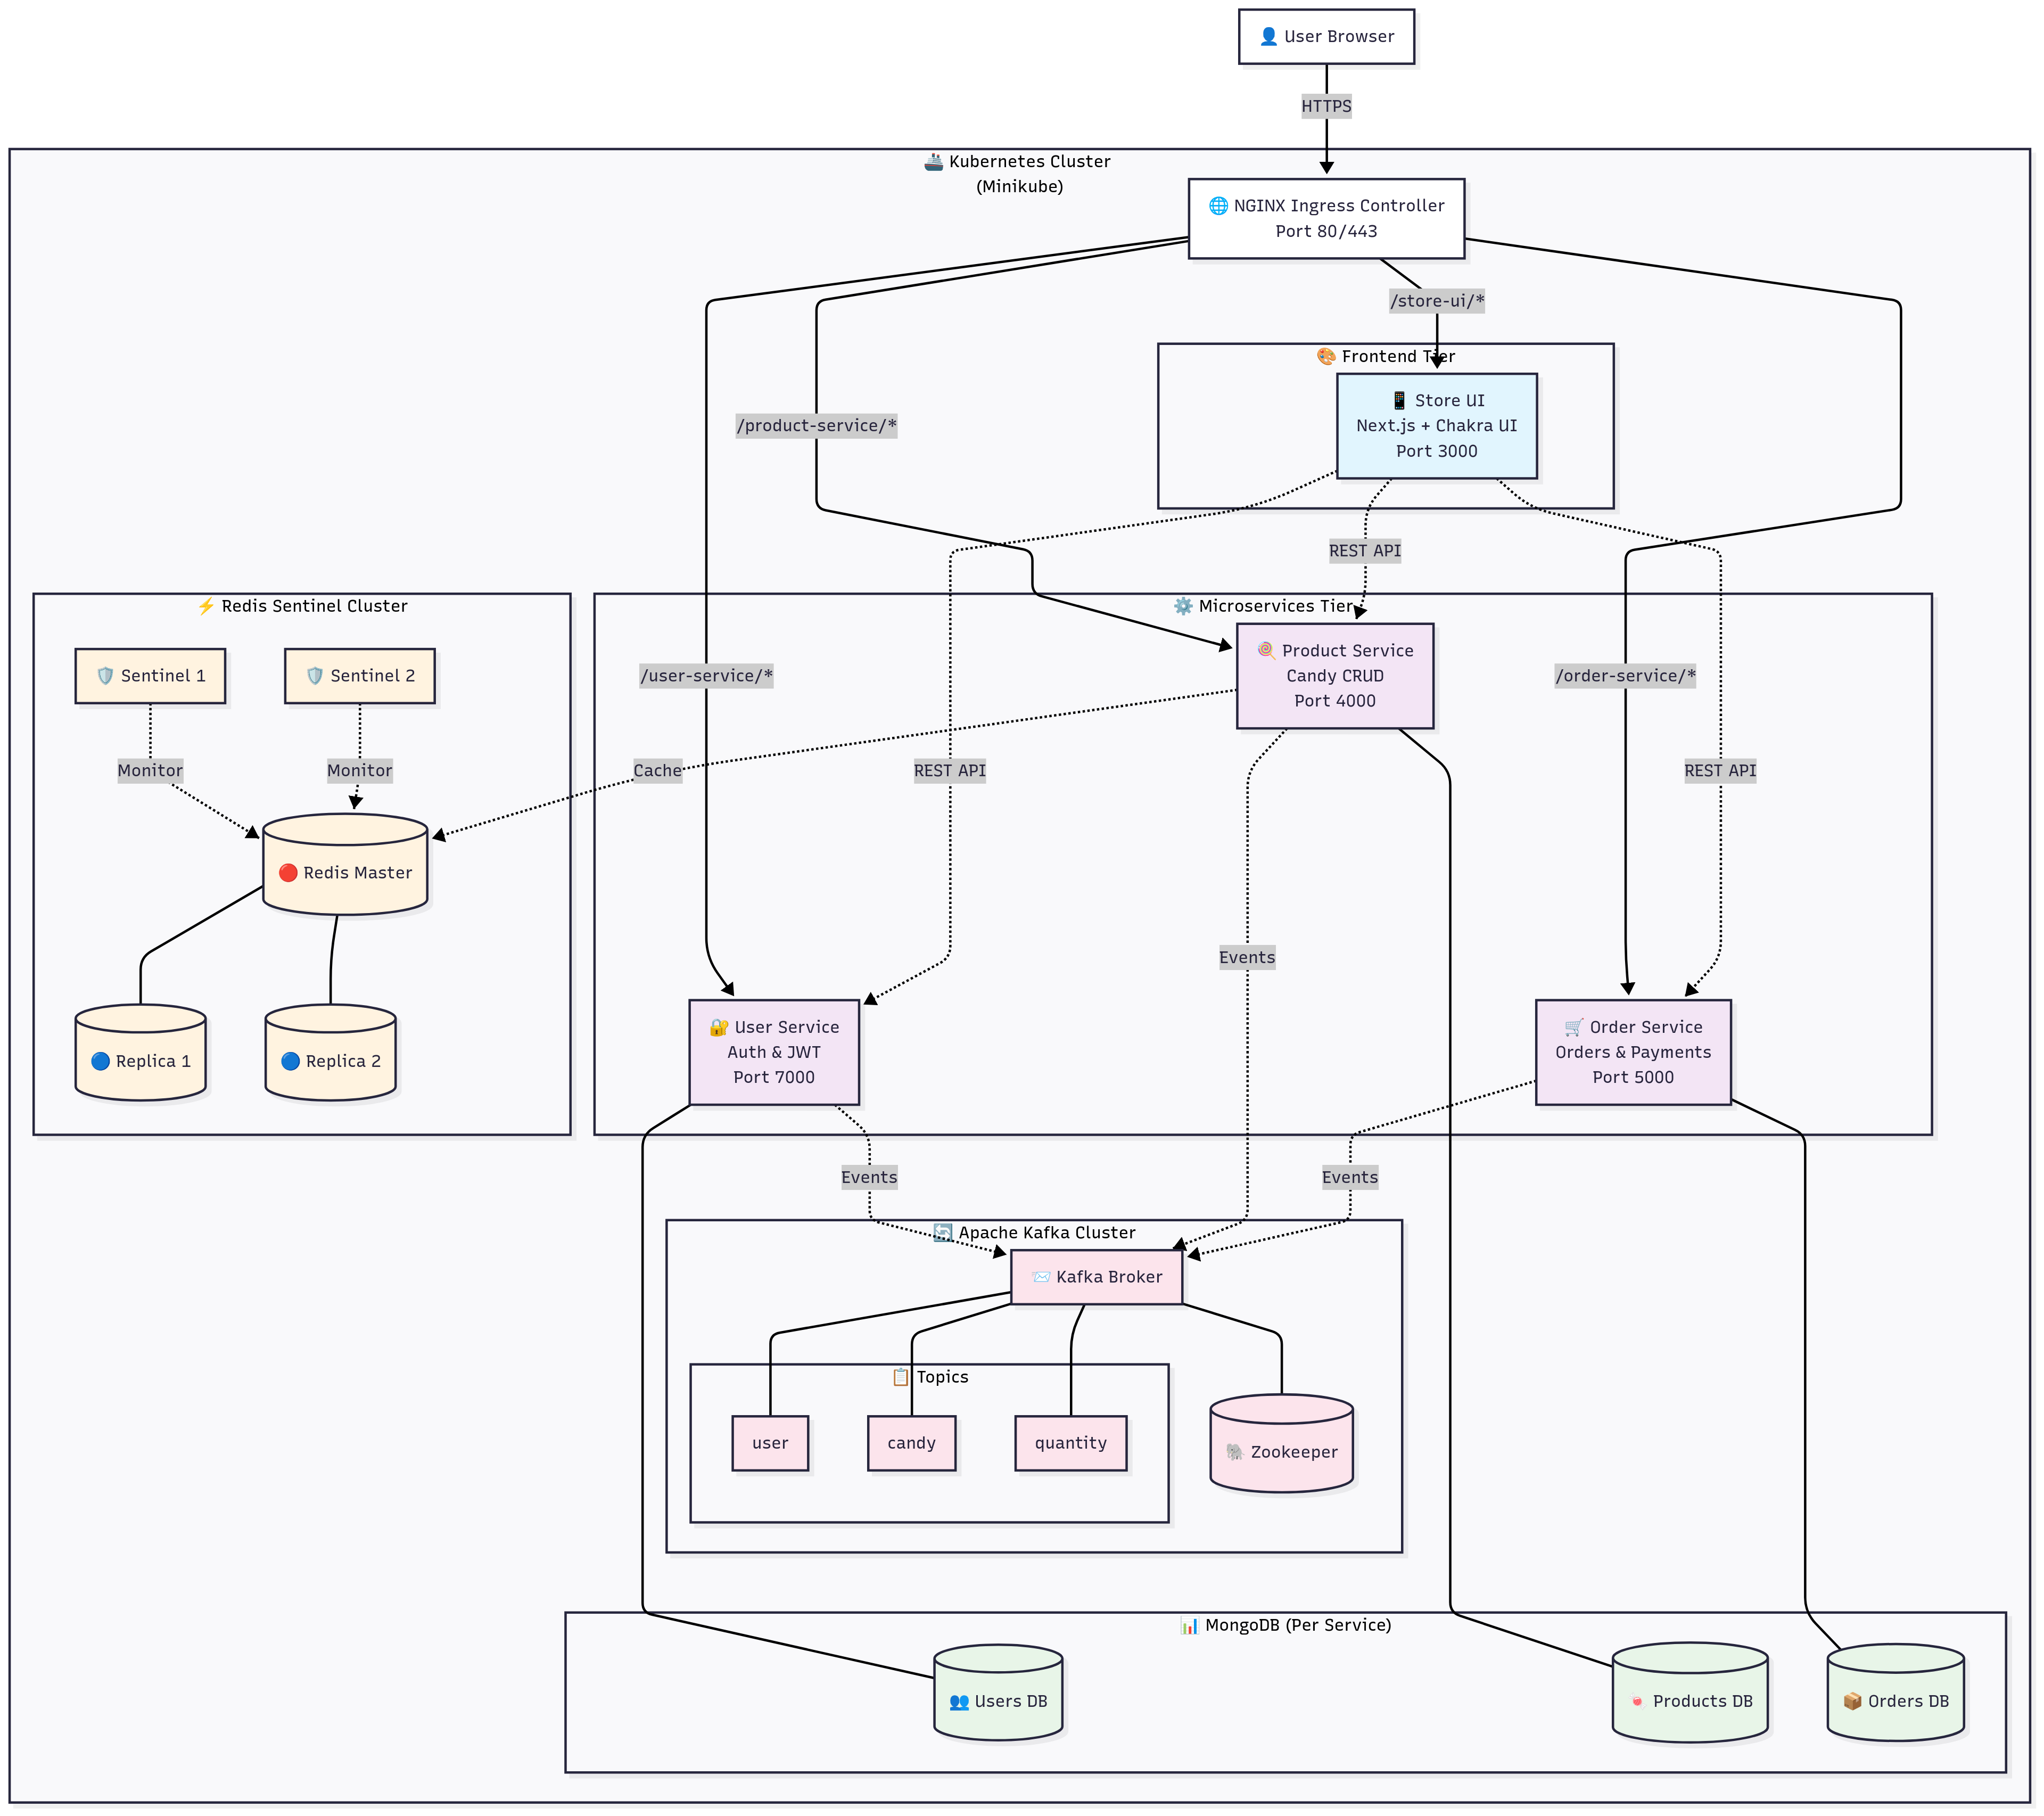 👤 User Browser
HTTPS
🚢 Kubernetes Cluster
(Minikube)
🌐 NGINX Ingress Controller
Port 80/443
/store-ui/*
🎨 Frontend Tier
📱 Store UI
Next.js + Chakra UI
Port 3000
/product-service/*
REST API
⚡ Redis Sentinel Cluster
⚙️ Microservices Tier
🛡️ Sentinel 1
🛡️ Sentinel 2
/user-service/*
🍭 Product Service
Candy CRUD
Port 4000
/order-service/*
Monitor
Monitor
Cache
REST API
REST API
🔴 Redis Master
Events
🔵 Replica 1
🔵 Replica 2
🔐 User Service
Auth & JWT
Port 7000
🛒 Order Service
Orders & Payments
Port 5000
Events
Events
🔄 Apache Kafka Cluster
📨 Kafka Broker
📋 Topics
user
candy
quantity
🐘 Zookeeper
📊 MongoDB (Per Service)
👥 Users DB
🍬 Products DB
📦 Orders DB